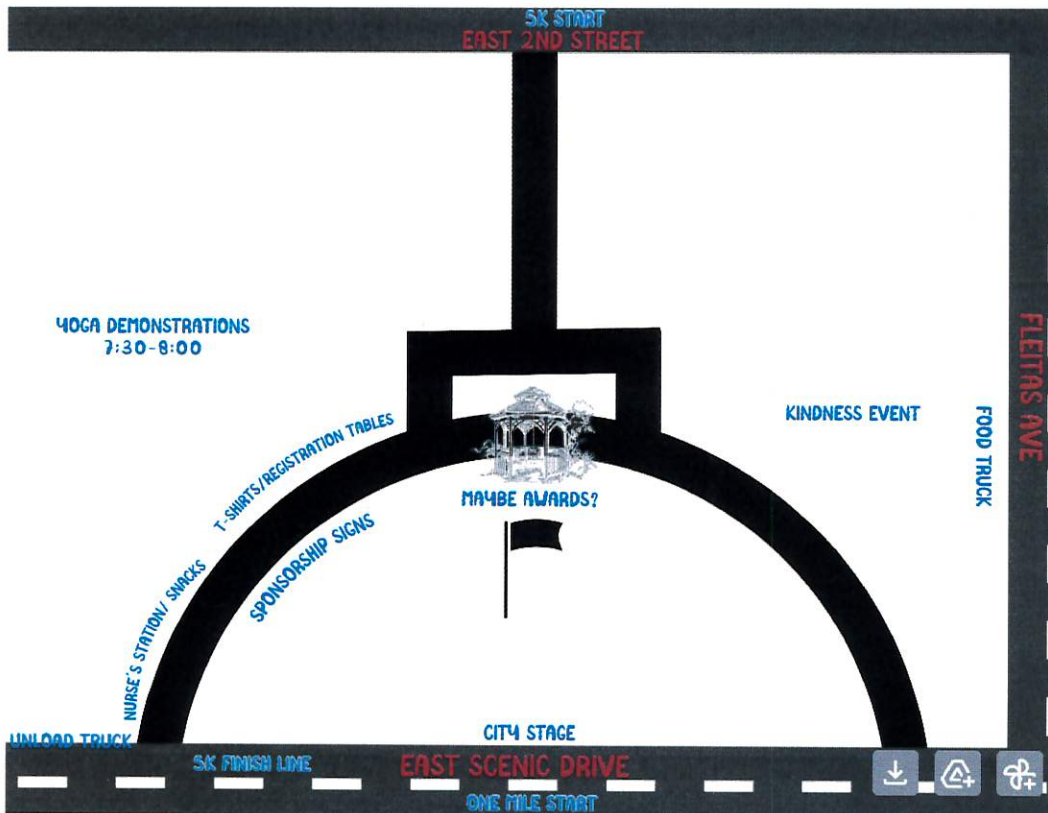 5K START
EAST 2ND STREET
FLEITAS AVE
YOGA DEMONSTRATIONS
7:30-8:00
KINDNESS EVENT
FOOD TRUCK
T-SHIRTS/REGISTRATION TABLES
MAYBE AWARDS?
SPONSORSHIP SIGNS
NURSE'S STATION/ SNACKS
UNLOAD TRUCK
CITY STAGE
5K FINISH LINE
EAST SCENIC DRIVE
ONE MILE START